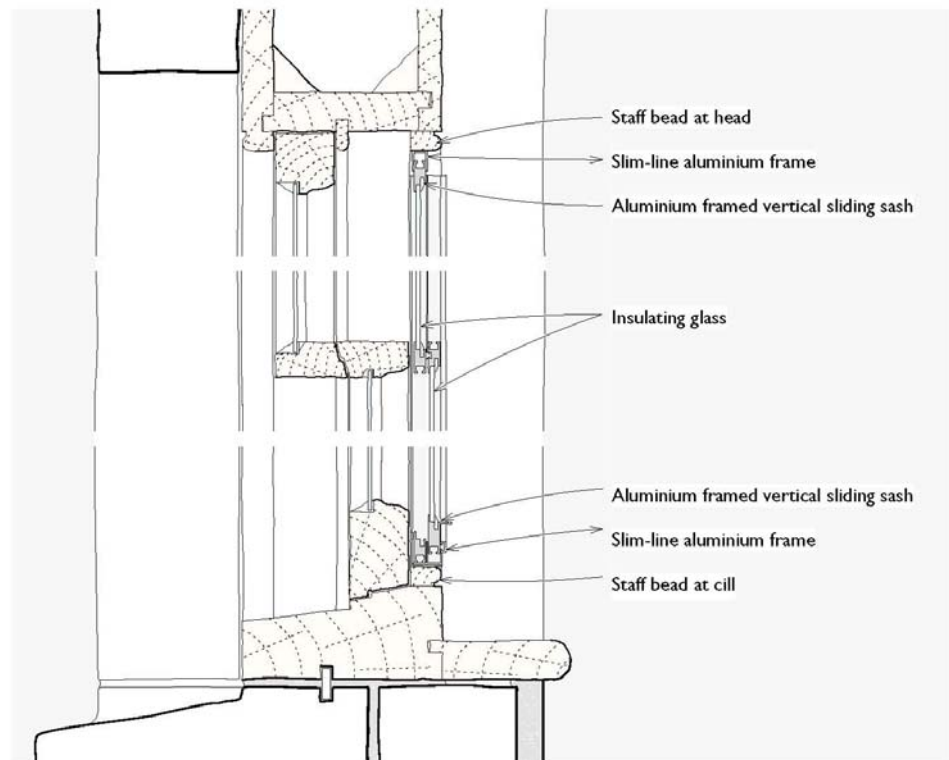 Staff bead at head
Slim-line aluminium frame
Aluminium framed vertical sliding sash
Insulating glass
Aluminium framed vertical sliding sash
Slim-line aluminium frame
Staff bead at cill